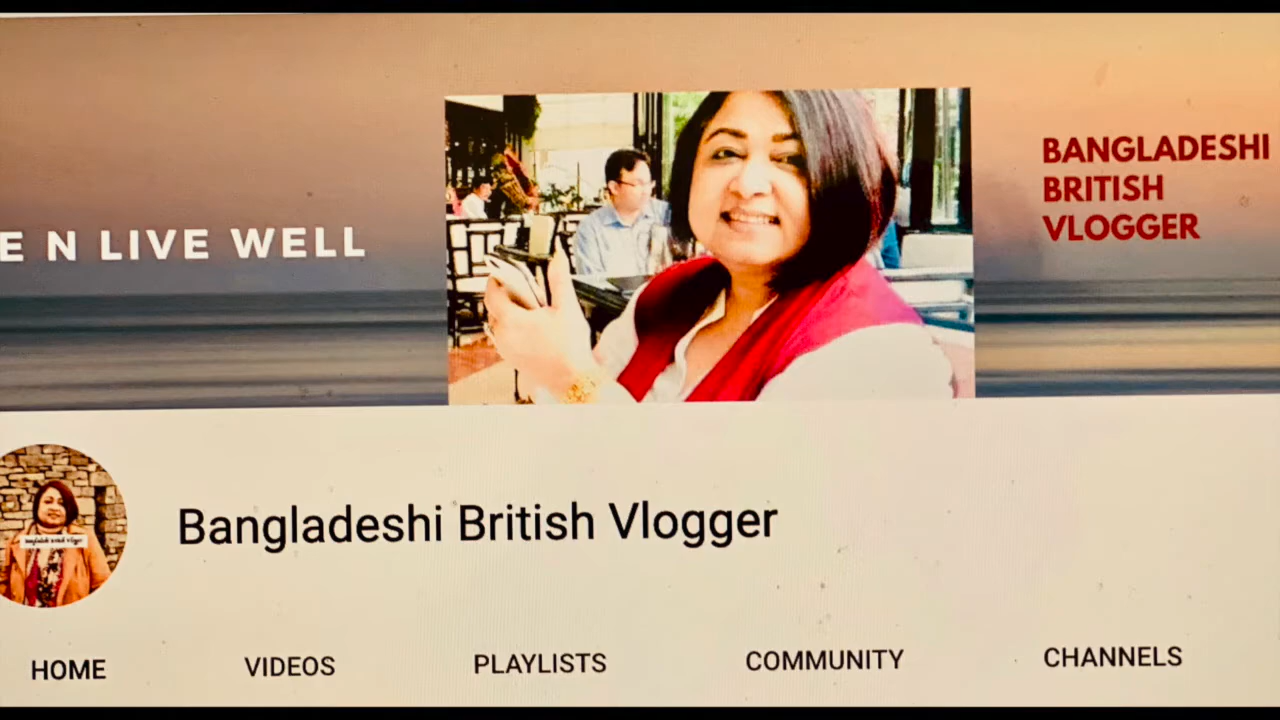 E N LIVE WELL
BANGLADESHI
BRITISH
VLOGGER
Bangladeshi British Vlogger
HOME VIDEOS PLAYLISTS COMMUNITY CHANNELS